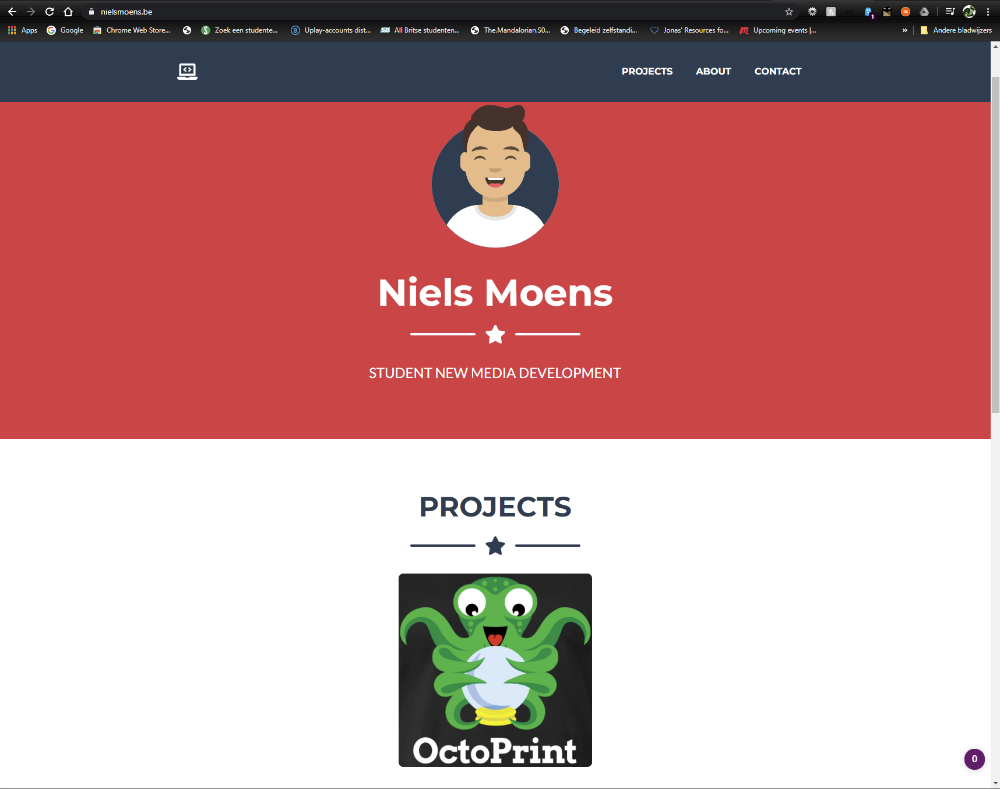 nielsmoens.be
Apps Google Chrome Web Store... Zoek een studente... Uplay-accounts dist... All Britse studenten... The.Mandalorian.S0... Begeleid zelfstandi... Jonas' Resources fo... Upcoming events |... » Andere bladwijzers
PROJECTS ABOUT CONTACT
Niels Moens
STUDENT NEW MEDIA DEVELOPMENT
PROJECTS
OctoPrint
0